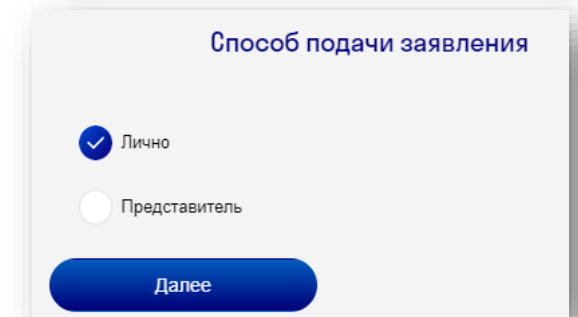 Способ подачи заявления
Лично
Представитель
Далее